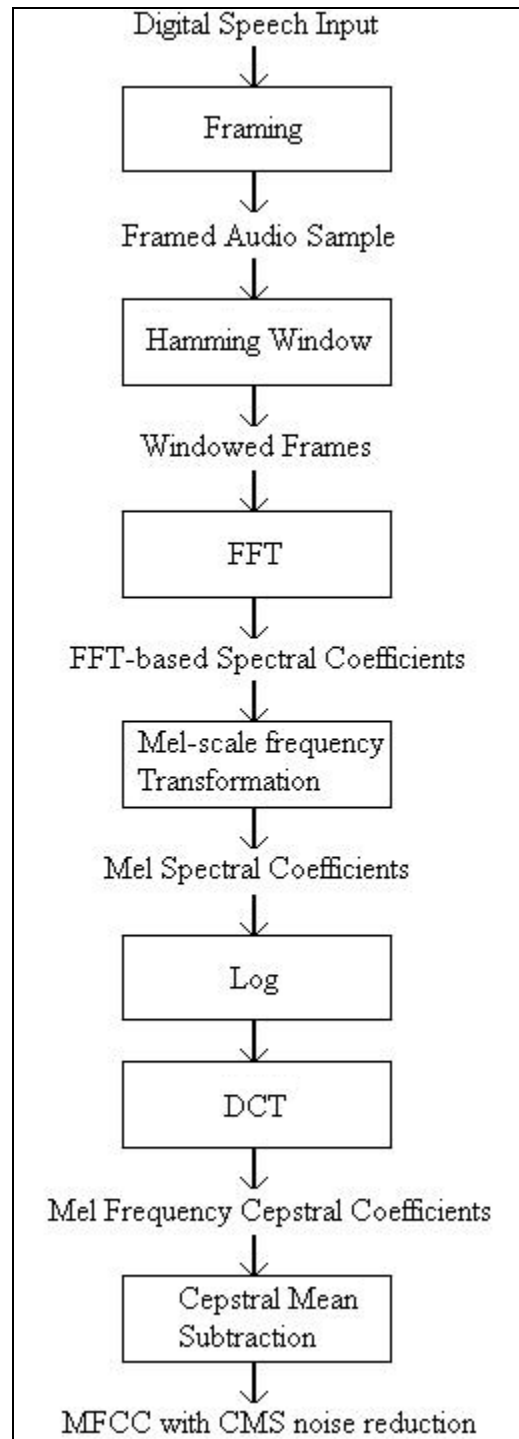 Digital Speech Input
Framing
Framed Audio Sample
Hamming Window
Windowed Frames
FFT
FFT-based Spectral Coefficients
Mel-scale frequency
Transformation
Mel Spectral Coefficients
Log
DCT
Mel Frequency Cepstral Coefficients
Cepstral Mean
Subtraction
MFCC with CMS noise reduction